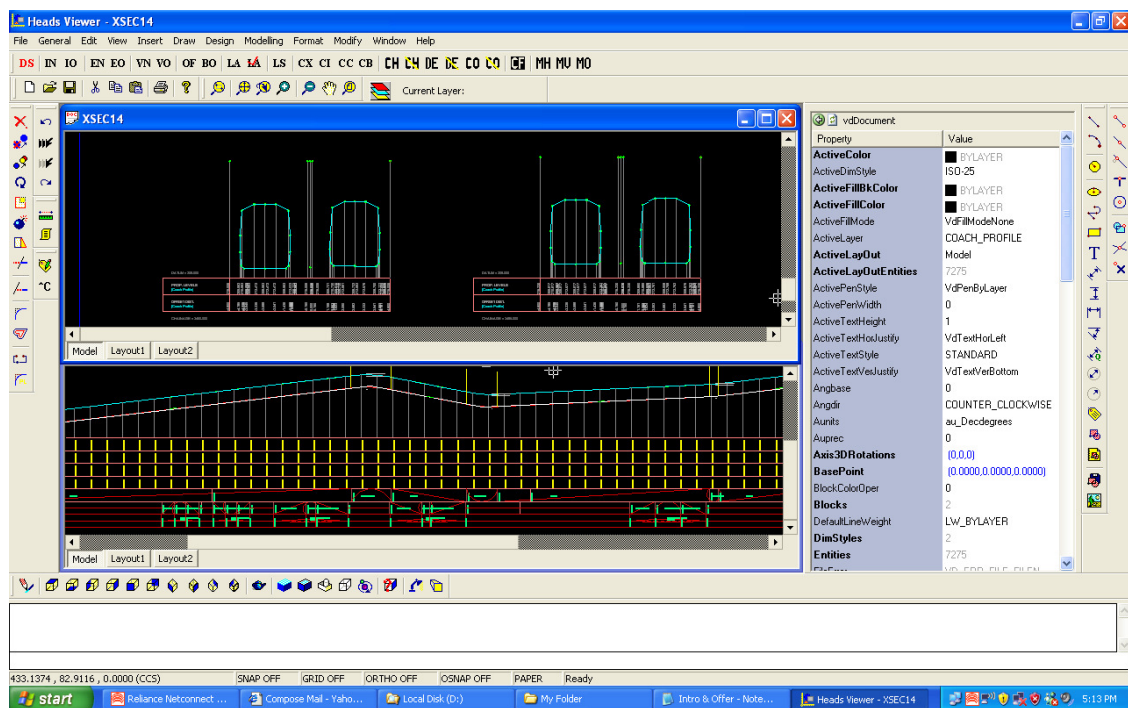 Heads Viewer - XSEC14
File General Edit View Insert Draw Design Modelling Format Modify Window Help
DS IN IO EN EO VN VO OF BO LA LA LS CX CI CC CB CH CH DE DE CO CO CF MH MV MO
Current Layer:
XSEC14
Model Layout1 Layout2
Model Layout1 Layout2
°C
vdDocument
Property Value
ActiveColor BYLAYER
ActiveDimStyle ISO-25
ActiveFillBkColor BYLAYER
ActiveFillColor BYLAYER
ActiveFillMode VdFillModeNone
ActiveLayer COACH_PROFILE
ActiveLayOut Model
ActiveLayOutEntities 7275
ActivePenStyle VdPenByLayer
ActivePenWidth 0
ActiveTextHeight 1
ActiveTextHorJustify VdTextHorLeft
ActiveTextStyle STANDARD
ActiveTextVerJustify VdTextVerBottom
Angbase 0
Angdir COUNTER_CLOCKWISE
Aunits au_Decdegrees
Auprec 0
Axis3DRotations (0,0,0)
BasePoint (0.0000,0.0000,0.0000)
BlockColorOper 0
Blocks 2
DefaultLineWeight LW_BYLAYER
DimStyles 2
Entities 7275
433.1374 , 82.9116 , 0.0000 (CCS) SNAP OFF GRID OFF ORTHO OFF OSNAP OFF PAPER Ready
start Reliance Netconnect ... Compose Mail - Yaho... Local Disk (D:) My Folder Intro & Offer - Note... Heads Viewer - XSEC14 5:13 PM